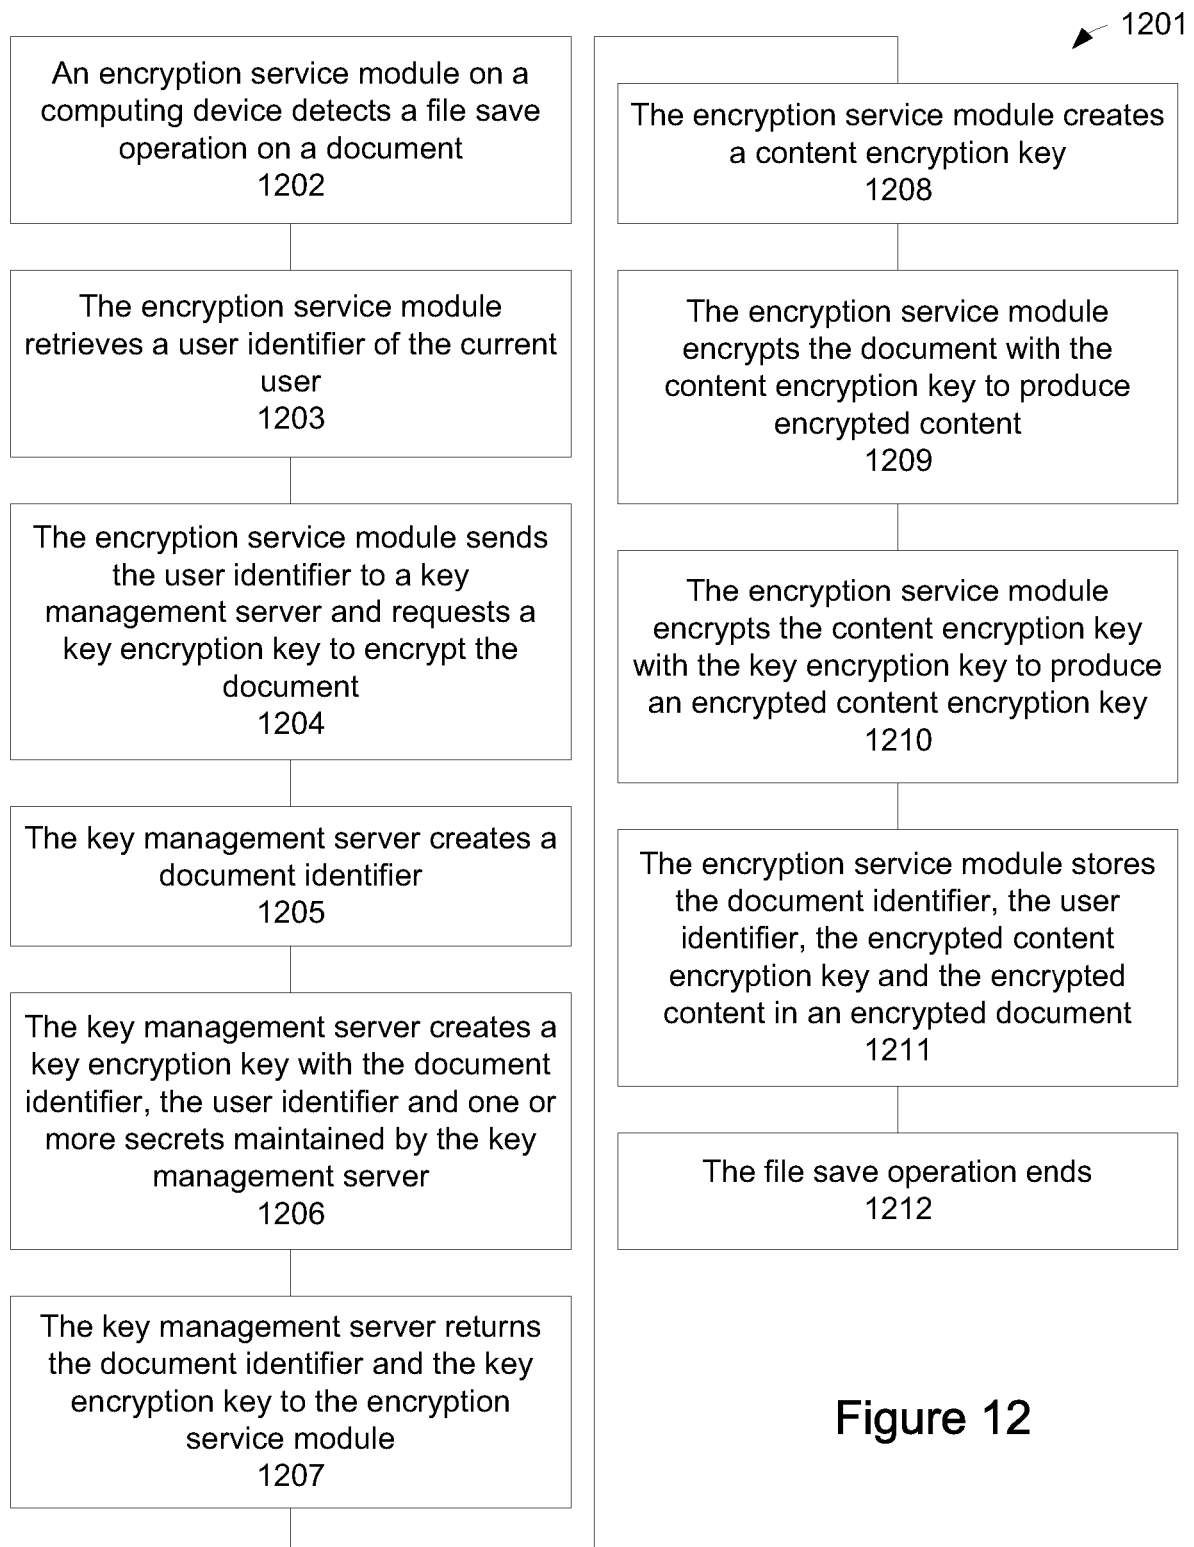 1201
An encryption service module on a
computing device detects a file save
operation on a document
1202
The encryption service module
retrieves a user identifier of the current
user
1203
The encryption service module sends
the user identifier to a key
management server and requests a
key encryption key to encrypt the
document
1204
The key management server creates a
document identifier
1205
The key management server creates a
key encryption key with the document
identifier, the user identifier and one or
more secrets maintained by the key
management server
1206
The key management server returns
the document identifier and the key
encryption key to the encryption
service module
1207
The encryption service module creates
a content encryption key
1208
The encryption service module
encrypts the document with the
content encryption key to produce
encrypted content
1209
The encryption service module
encrypts the content encryption key
with the key encryption key to produce
an encrypted content encryption key
1210
The encryption service module stores
the document identifier, the user
identifier, the encrypted content
encryption key and the encrypted
content in an encrypted document
1211
The file save operation ends
1212
Figure 12